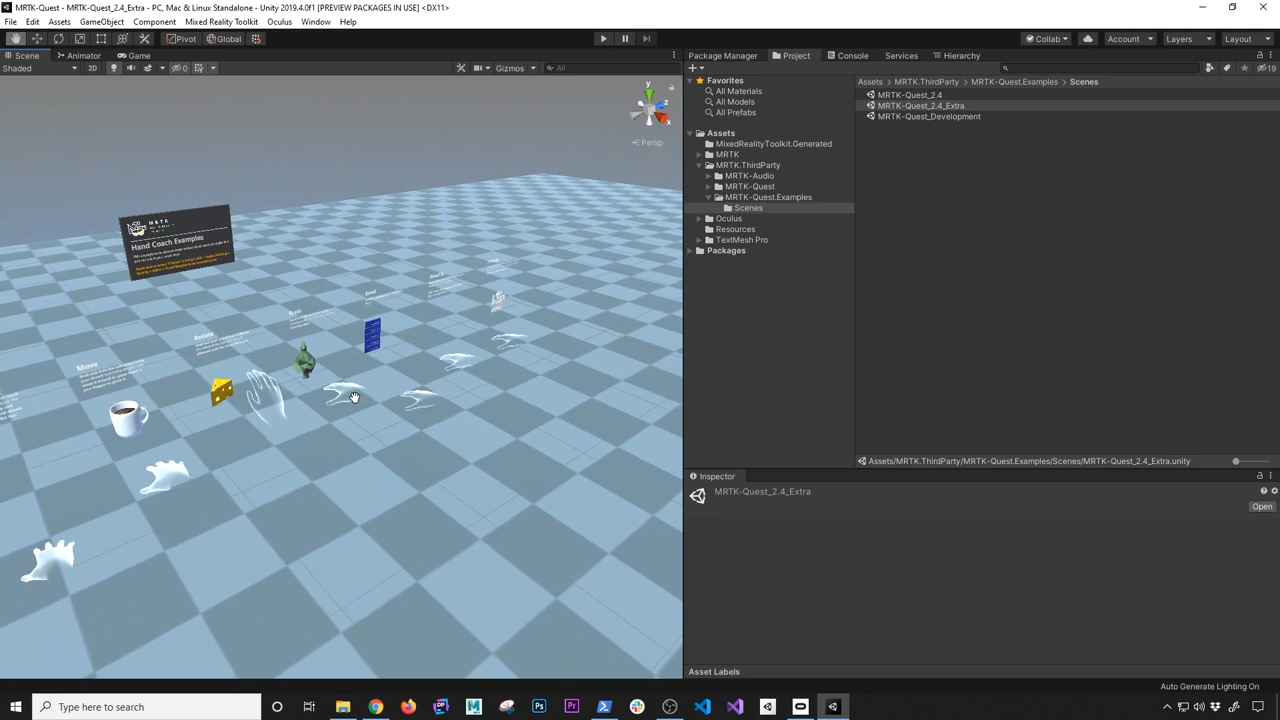 MRTK-Quest - MRTK-Quest_2.4_Extra - PC, Mac & Linux Standalone - Unity 2019.4.0f1 [PREVIEW PACKAGES IN USE] <DX11>
File Edit Assets GameObject Component Mixed Reality Toolkit Oculus Window Help
Pivot Global Collab Account Layers Layout
Scene Animator Game
Package Manager Project Console Services Hierarchy
Shaded 2D 0 Gizmos All
19
Favorites
All Materials
All Models
All Prefabs
Assets
MixedRealityToolkit.Generated
MRTK
MRTK.ThirdParty
MRTK-Audio
MRTK-Quest
MRTK-Quest.Examples
Scenes
Oculus
Resources
TextMesh Pro
Packages
Assets > MRTK.ThirdParty > MRTK-Quest.Examples > Scenes
MRTK-Quest_2.4
MRTK-Quest_2.4_Extra
MRTK-Quest_Development
Assets/MRTK.ThirdParty/MRTK-Quest.Examples/Scenes/MRTK-Quest_2.4_Extra.unity
y
z
x
Persp
MRTK
Hand Coach Examples
Move
Rotate
Scale
Inspector
MRTK-Quest_2.4_Extra
Open
Asset Labels
Auto Generate Lighting On
Type here to search